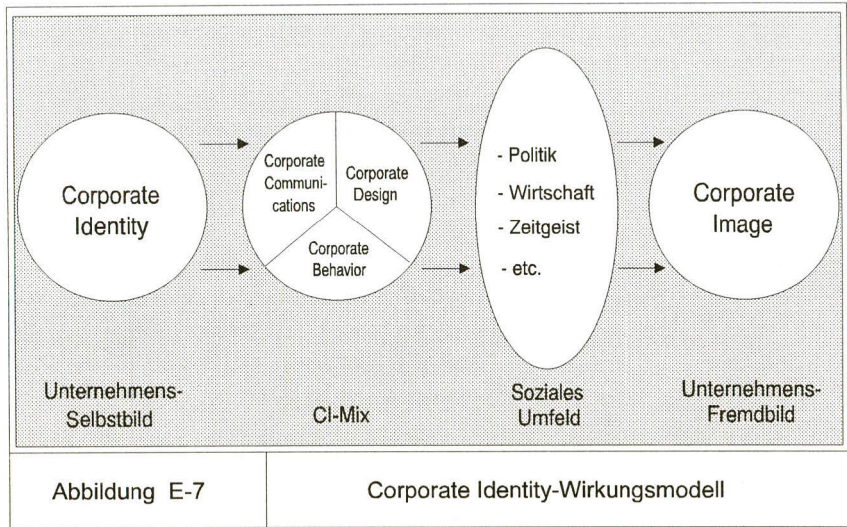 Corporate
Identity
Corporate
Communi-
cations
Corporate
Design
Corporate
Behavior
- Politik
- Wirtschaft
- Zeitgeist
- etc.
Corporate
Image
Unternehmens-
Selbstbild
CI-Mix
Soziales
Umfeld
Unternehmens-
Fremdbild
Abbildung E-7
Corporate Identity-Wirkungsmodell